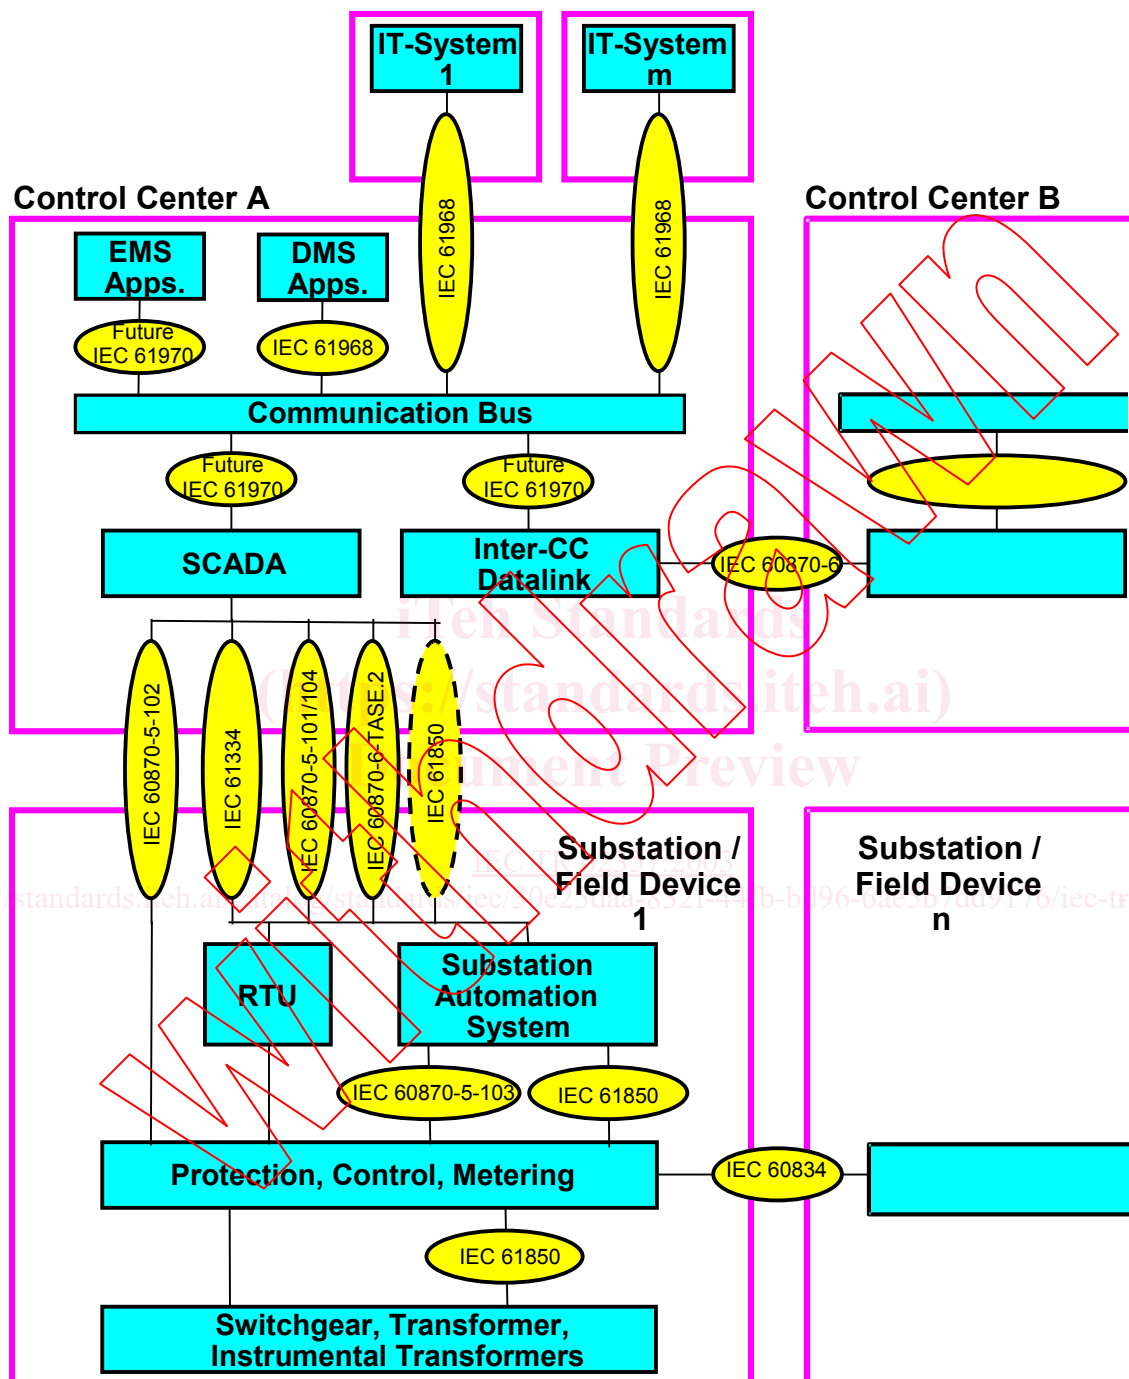 IT-System
1
IT-System
m
Control Center A
Control Center B
IEC 61968
IEC 61968
EMS
Apps.
DMS
Apps.
Future
IEC 61970
IEC 61968
Communication Bus
Future
IEC 61970
Future
IEC 61970
SCADA
Inter-CC
Datalink
IEC 60870-6
iTeh Standards
(https://standards.iteh.ai)
Document Preview
IEC 60870-5-102
IEC 61334
IEC 60870-5-101/104
IEC 60870-6-TASE.2
IEC 61850
Substation /
Field Device
1
Substation /
Field Device
n
RTU
Substation
Automation
System
IEC 60870-5-103
IEC 61850
Protection, Control, Metering
IEC 60834
IEC 61850
Switchgear, Transformer,
Instrumental Transformers
Withdrawn